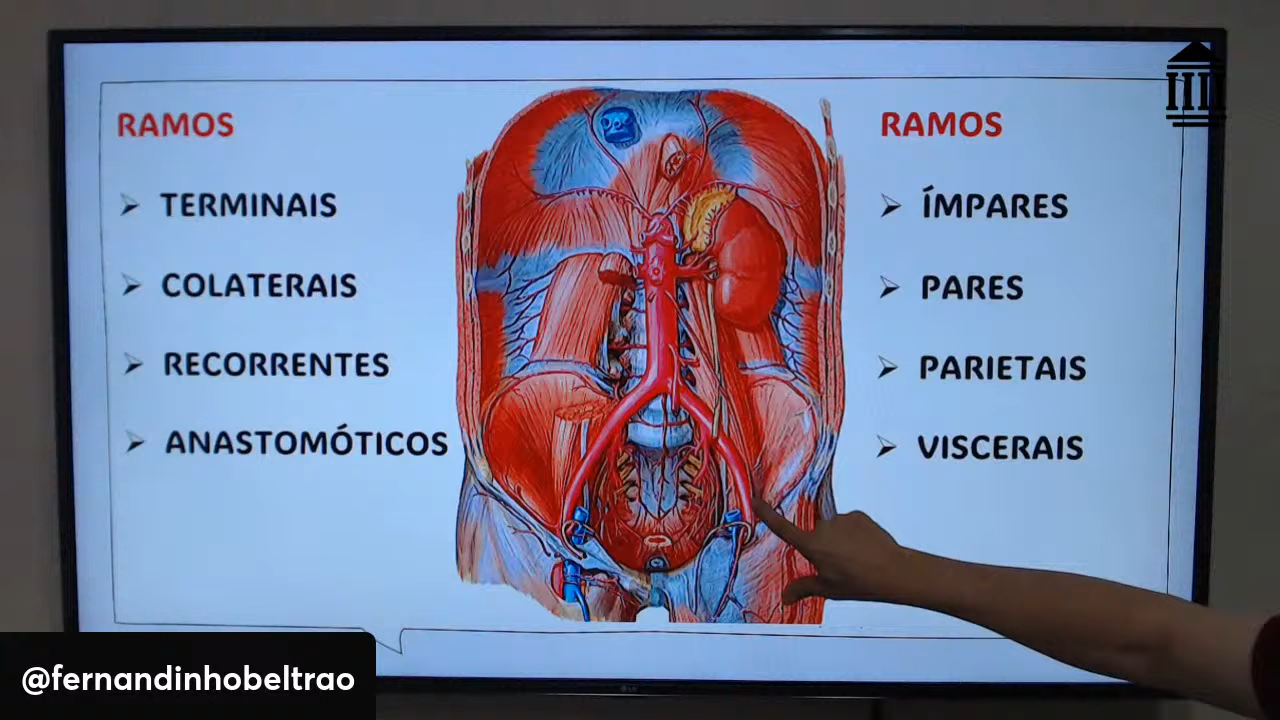 RAMOS
TERMINAIS
COLATERAIS
RECORRENTES
ANASTOMÓTICOS
RAMOS
ÍMPARES
PARES
PARIETAIS
VISCERAIS
@fernandinhobeltrao